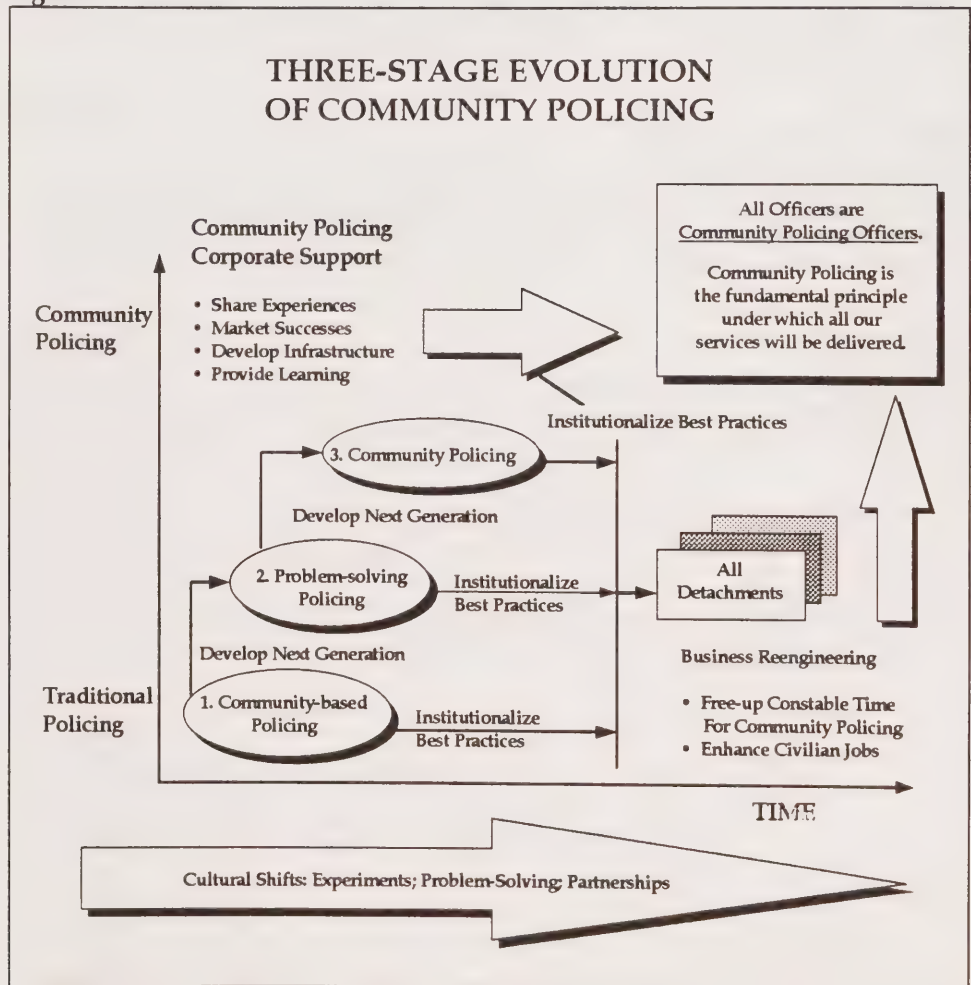 THREE-STAGE EVOLUTION
OF COMMUNITY POLICING
Community Policing
Corporate Support
• Share Experiences
• Market Successes
• Develop Infrastructure
• Provide Learning
All Officers are
Community Policing Officers.
Community Policing is
the fundamental principle
under which all our
services will be delivered.
Community
Policing
Institutionalize Best Practices
3. Community Policing
Develop Next Generation
2. Problem-solving
Policing
Institutionalize
Best Practices
All
Detachments
Develop Next Generation
Traditional
Policing
1. Community-based
Policing
Institutionalize
Best Practices
Business Reengineering
• Free-up Constable Time
For Community Policing
• Enhance Civilian Jobs
TIME
Cultural Shifts: Experiments; Problem-Solving; Partnerships